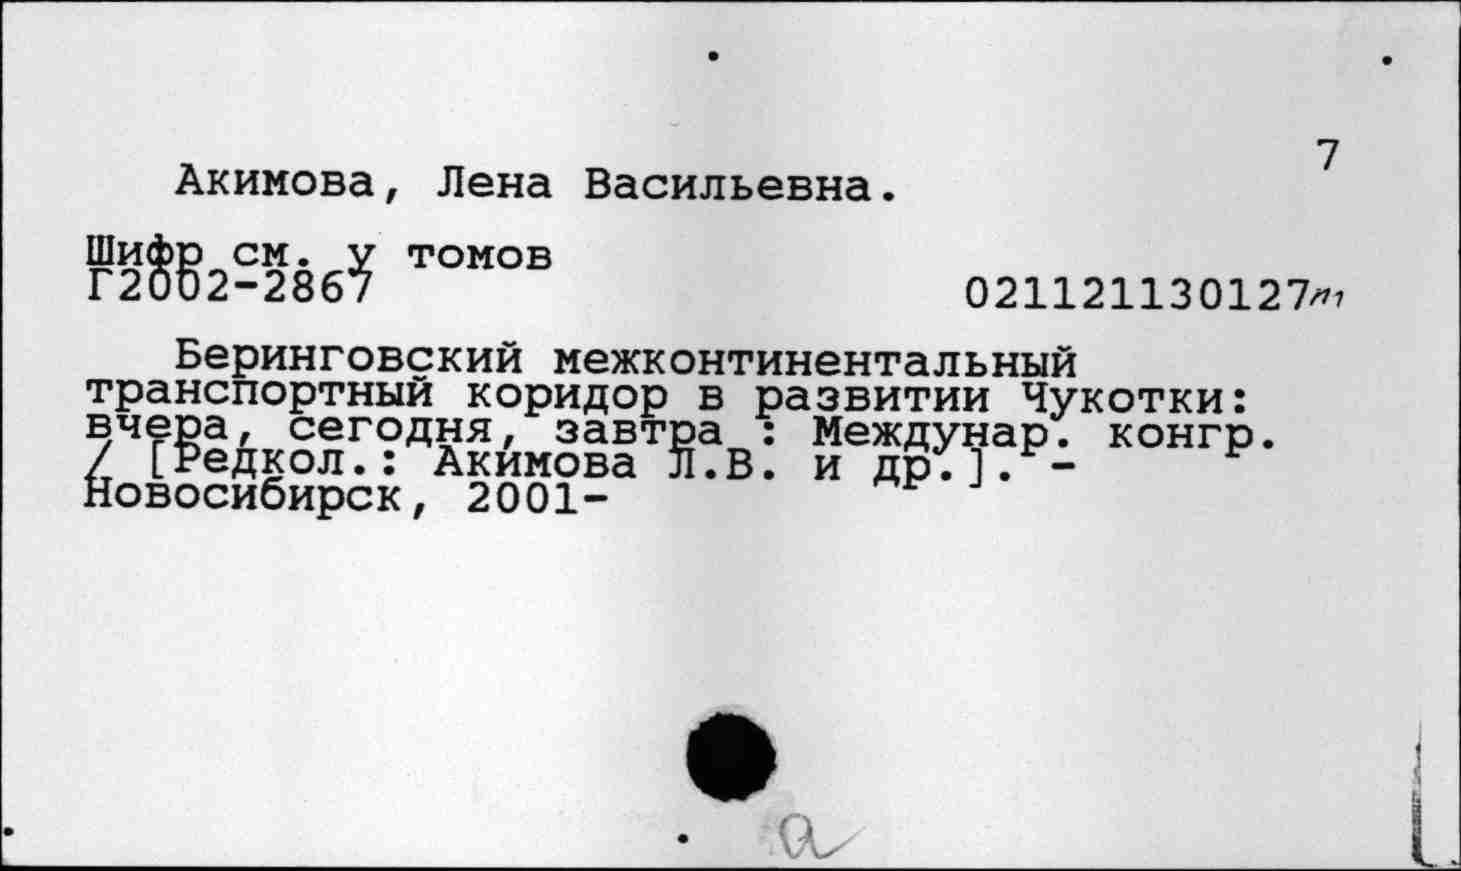 7
Акимова, Лена Васильевна.
Шифр см. у томов
Г2002-2867
021121130127
Беринговский межконтинентальный
транспортный коридор в развитии Чукотки:
вчера, сегодня, завтра : Междунар. конгр.
/ [Редкол.: Акимова Л.В. и др.]. -
Новосибирск, 2001-